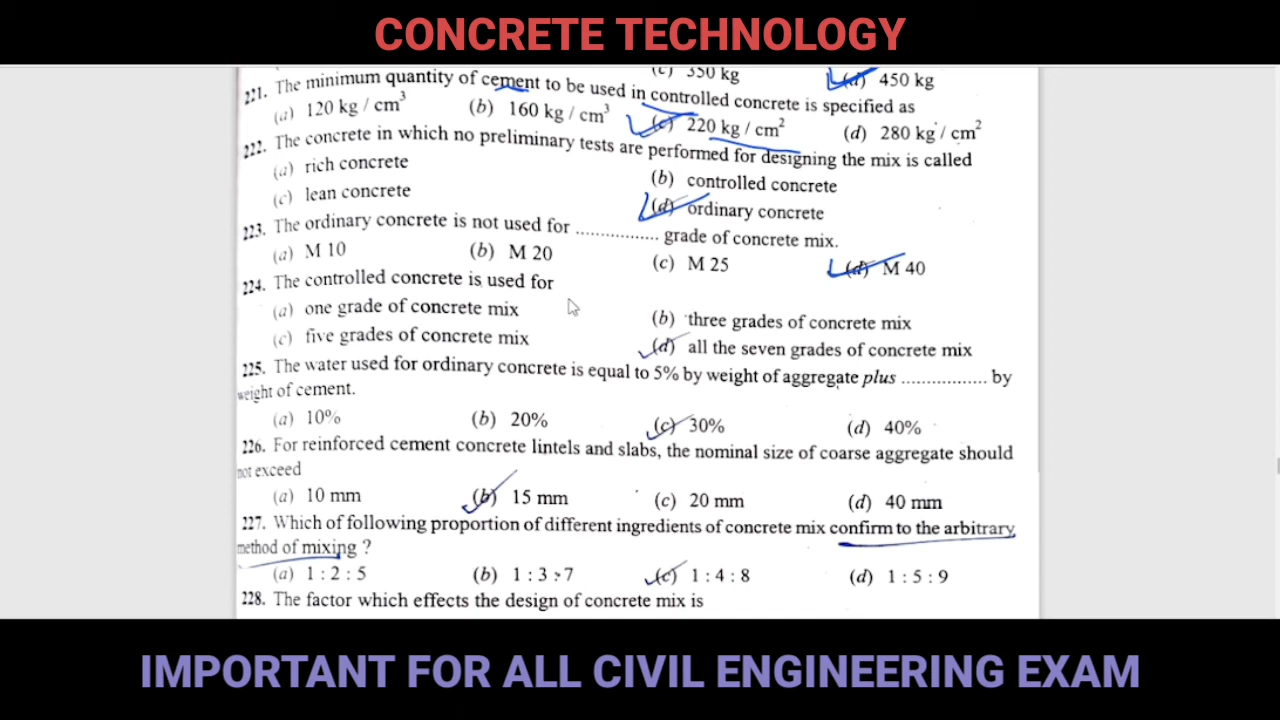 CONCRETE TECHNOLOGY
(c) 350 kg (d) 450 kg
221. The minimum quantity of cement to be used in controlled concrete is specified as
(a) 120 kg / cm³ (b) 160 kg / cm³ (c) 220 kg / cm² (d) 280 kg / cm²
222. The concrete in which no preliminary tests are performed for designing the mix is called
(a) rich concrete (b) controlled concrete
(c) lean concrete (d) ordinary concrete
223. The ordinary concrete is not used for ................ grade of concrete mix.
(a) M 10 (b) M 20 (c) M 25 (d) M 40
224. The controlled concrete is used for
(a) one grade of concrete mix (b) three grades of concrete mix
(c) five grades of concrete mix (d) all the seven grades of concrete mix
225. The water used for ordinary concrete is equal to 5% by weight of aggregate plus ................ by
weight of cement.
(a) 10% (b) 20% (c) 30% (d) 40%
226. For reinforced cement concrete lintels and slabs, the nominal size of coarse aggregate should
not exceed
(a) 10 mm (b) 15 mm (c) 20 mm (d) 40 mm
227. Which of following proportion of different ingredients of concrete mix confirm to the arbitrary
method of mixing ?
(a) 1 : 2 : 5 (b) 1 : 3 : 7 (c) 1 : 4 : 8 (d) 1 : 5 : 9
228. The factor which effects the design of concrete mix is
IMPORTANT FOR ALL CIVIL ENGINEERING EXAM